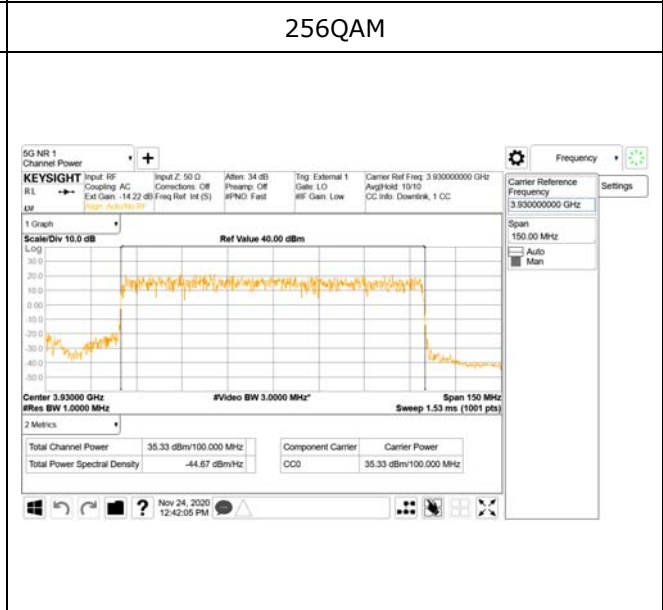 256QAM
5G NR 1
Channel Power
Frequency
KEYSIGHT Input: RF Input Z: 50 Ω Atten: 34 dB Trig: External 1 Carrier Ref Freq: 3.930000000 GHz
RL Coupling: AC Corrections: Off Preamp: Off Gate: LO Avg|Hold: 10/10
Ext Gain: -14.22 dB Freq Ref: Int (S) #PNO: Fast #IF Gain: Low CC Info: Downlink, 1 CC
Align: Auto/No RF
Carrier Reference Frequency
3.930000000 GHz
Settings
Span
150.00 MHz
Auto
Man
1 Graph
Scale/Div 10.0 dB Ref Value 40.00 dBm
Log
30.0
20.0
10.0
0.00
-10.0
-20.0
-30.0
-40.0
-50.0
Center 3.93000 GHz #Video BW 3.0000 MHz* Span 150 MHz
#Res BW 1.0000 MHz Sweep 1.53 ms (1001 pts)
2 Metrics
Total Channel Power 35.33 dBm/100.000 MHz Component Carrier Carrier Power
Total Power Spectral Density -44.67 dBm/Hz CC0 35.33 dBm/100.000 MHz
Nov 24, 2020
12:42:05 PM